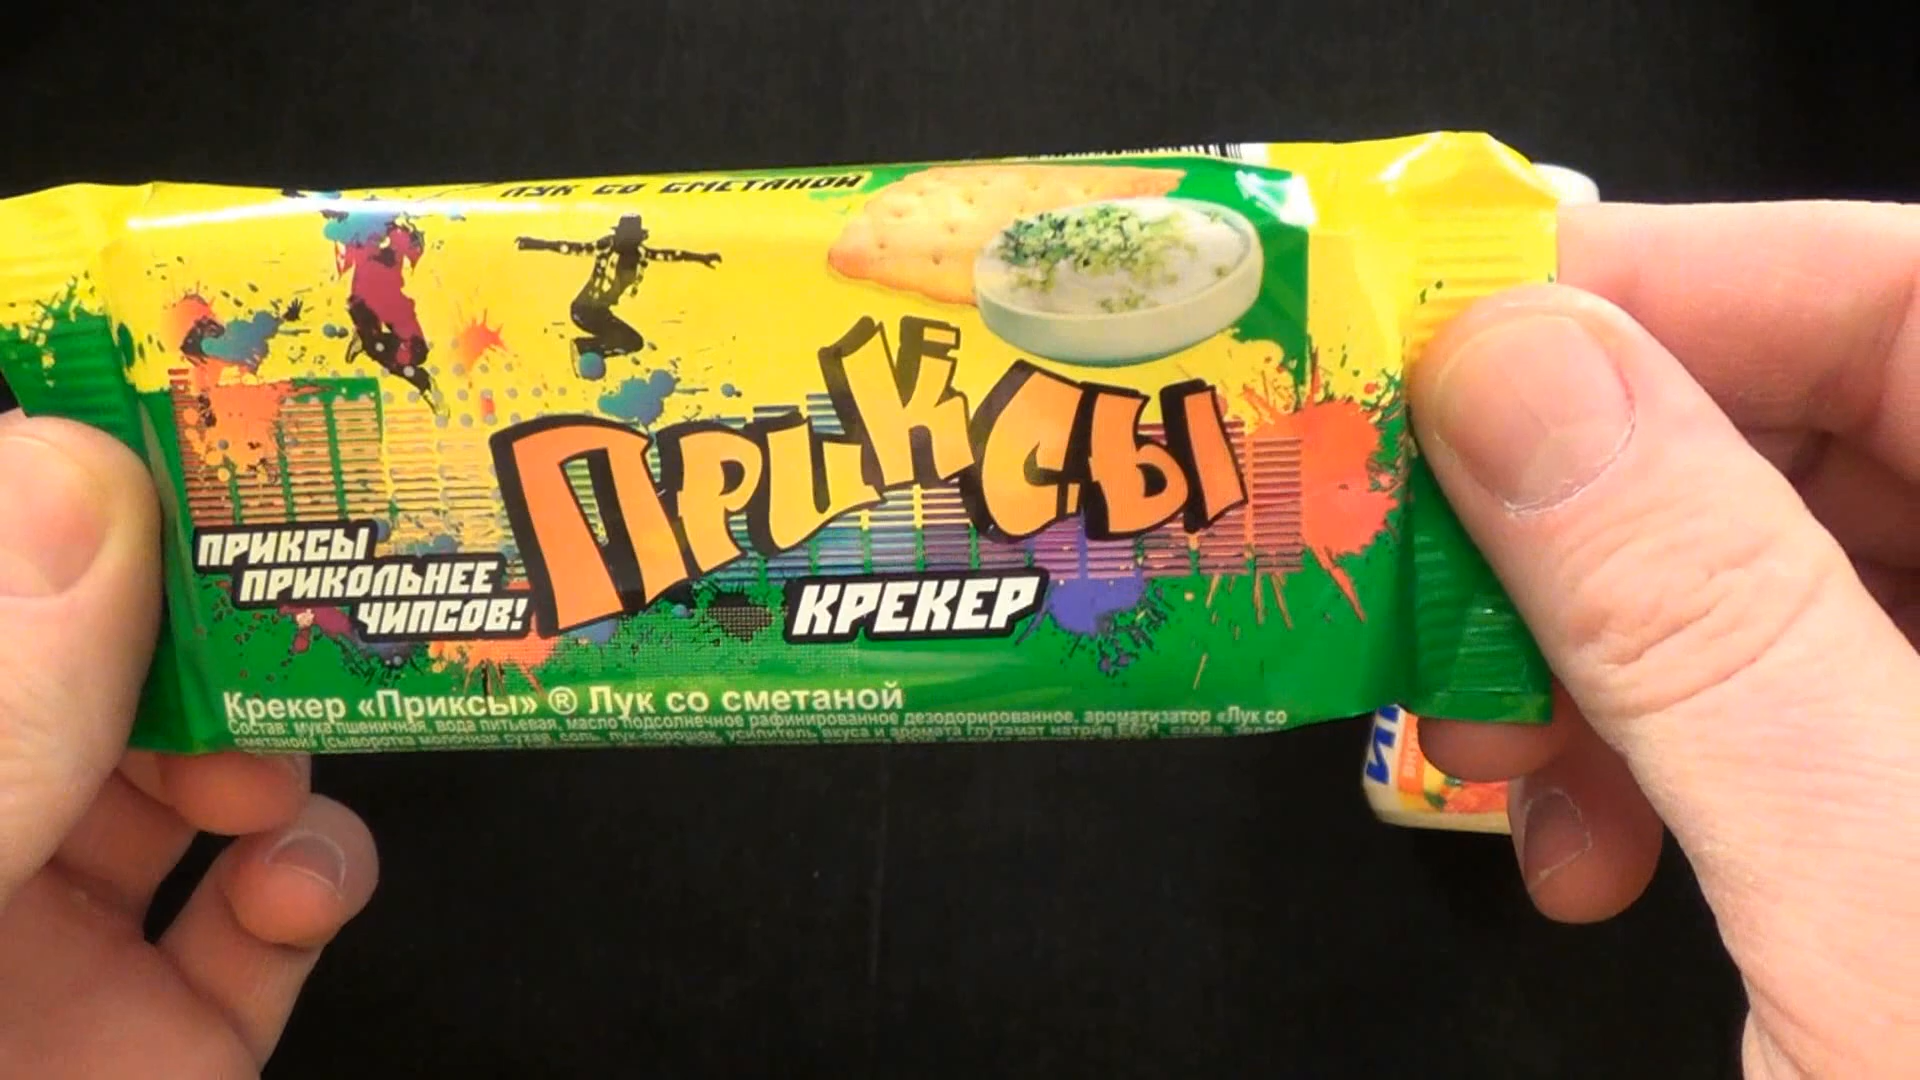 ЛУК СО СМЕТАНОЙ
ПРИКСЫ
ПРИКСЫ
ПРИКОЛЬНЕЕ
ЧИПСОВ!
КРЕКЕР
Крекер «Приксы» ® Лук со сметаной
Состав: мука пшеничная, вода питьевая, масло подсолнечное рафинированное дезодорированное, ароматизатор «Лук со
сметаной» (сыворотка молочная сухая, соль, лук-порошок, усилитель вкуса и аромата глутамат натрия Е621, сахар,